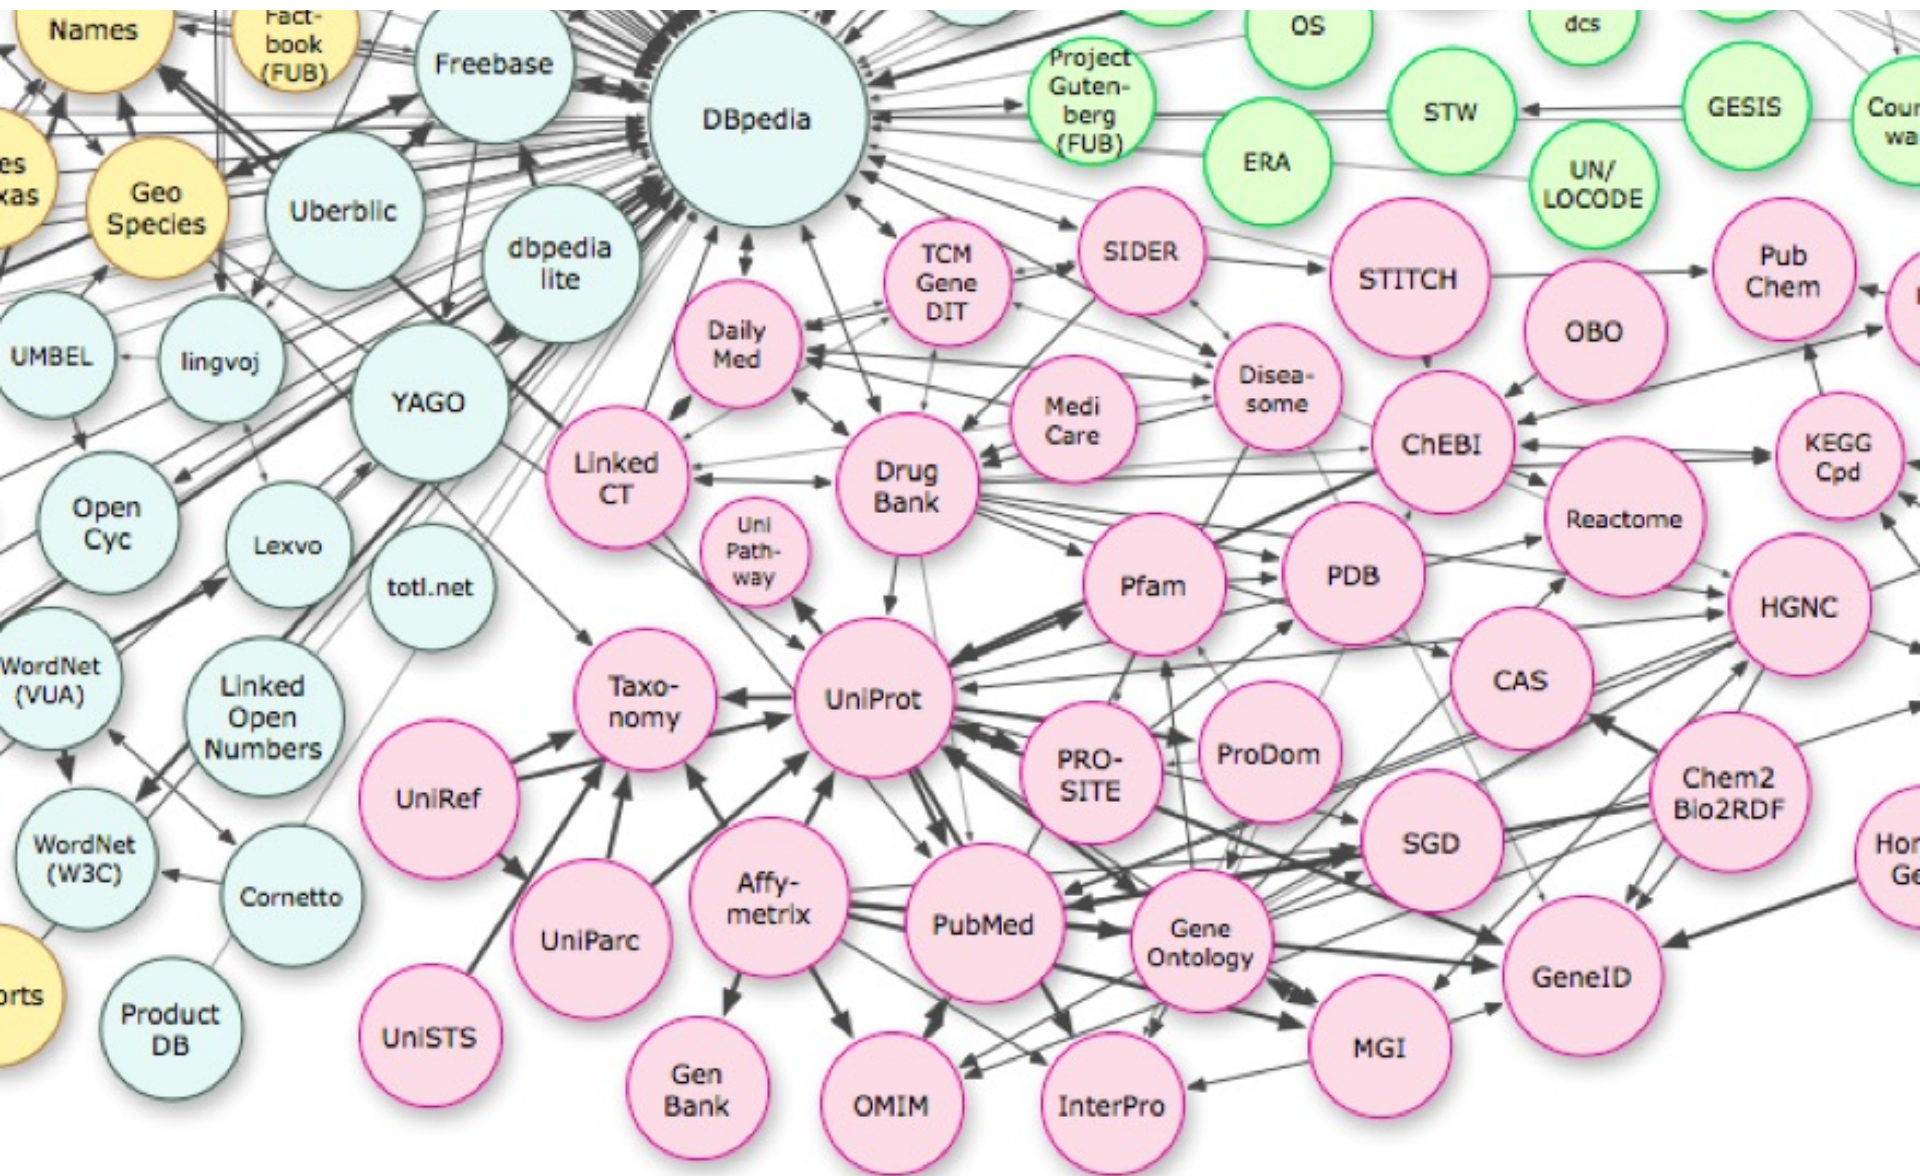 Names
Fact-
book
(FUB)
Freebase
DBpedia
Project
Guten-
berg
(FUB)
OS
dcs
STW
GESIS
ERA
UN/
LOCODE
Geo
Species
Uberblic
dbpedia
lite
TCM
Gene
DIT
SIDER
STITCH
Pub
Chem
OBO
UMBEL
lingvoj
YAGO
Daily
Med
Medi
Care
Disea-
some
ChEBI
KEGG
Cpd
Linked
CT
Drug
Bank
Reactome
Open
Cyc
Lexvo
totl.net
Uni
Path-
way
Pfam
PDB
HGNC
WordNet
(VUA)
Linked
Open
Numbers
Taxo-
nomy
UniProt
CAS
PRO-
SITE
ProDom
Chem2
Bio2RDF
UniRef
SGD
WordNet
(W3C)
Cornetto
UniParc
Affy-
metrix
PubMed
Gene
Ontology
GeneID
Product
DB
UniSTS
Gen
Bank
OMIM
InterPro
MGI